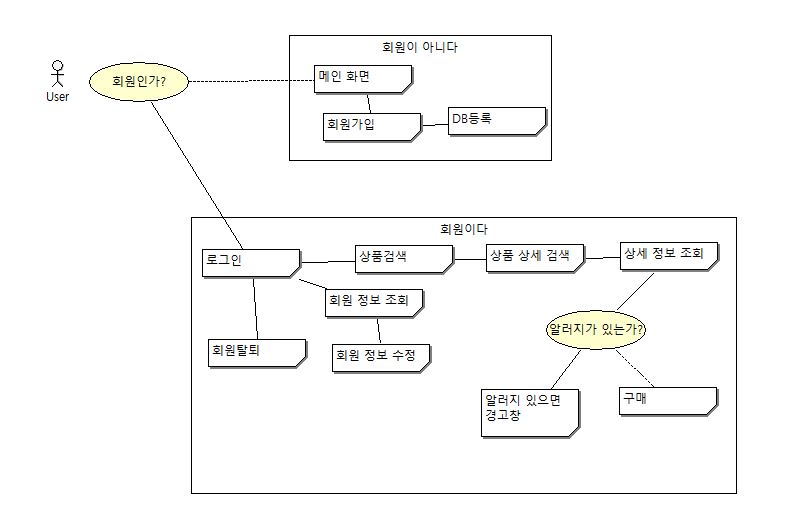 회원이 아니다
User
회원인가?
메인 화면
회원가입
DB등록
회원이다
로그인
상품검색
상품 상세 검색
상세 정보 조회
회원 정보 조회
알러지가 있는가?
회원탈퇴
회원 정보 수정
알러지 있으면
경고창
구매